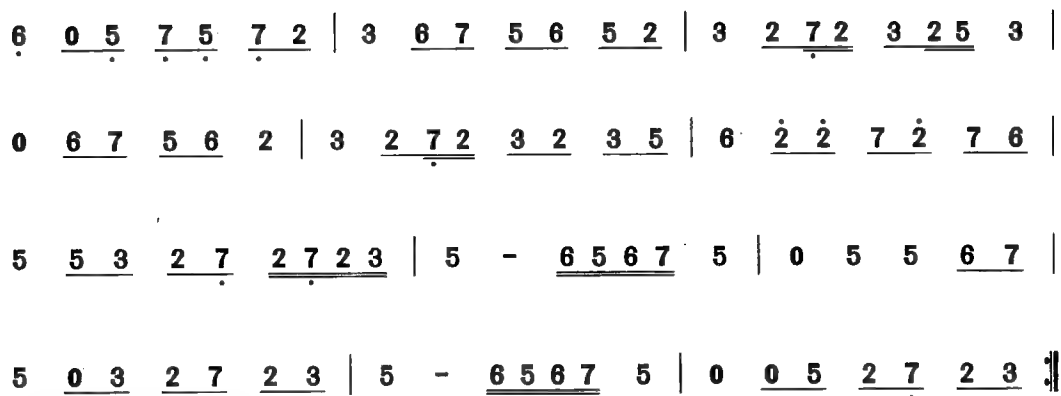 6̣ 0 5̣ 7̣ 5̣ 7̣ 2 | 3 6 7 5 6 5 2 | 3 2 7̣ 2 3 2 5 3 |
0 6 7 5 6 2 | 3 2 7̣ 2 3 2 3 5 | 6 2̇ 2̇ 7 2̇ 7 6 |
5 5 3 2 7̣ 2 7̣ 2 3 | 5 - 6 5 6 7 5 | 0 5 5 6 7 |
5 0 3 2 7 2 3 | 5 - 6 5 6 7 5 | 0 0 5 2 7̣ 2 3 :‖